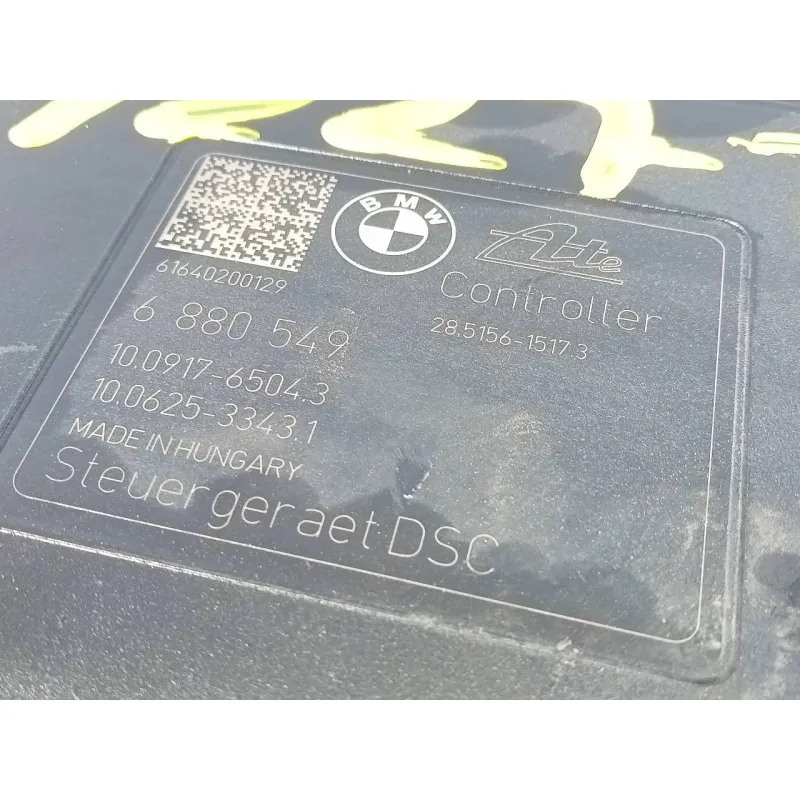 BMW
Ate
61640200129
Controller
6 880 549
28.5156-1517.3
10.0917-6504.3
10.0625-3343.1
MADE IN HUNGARY
Steuergeraet DSC